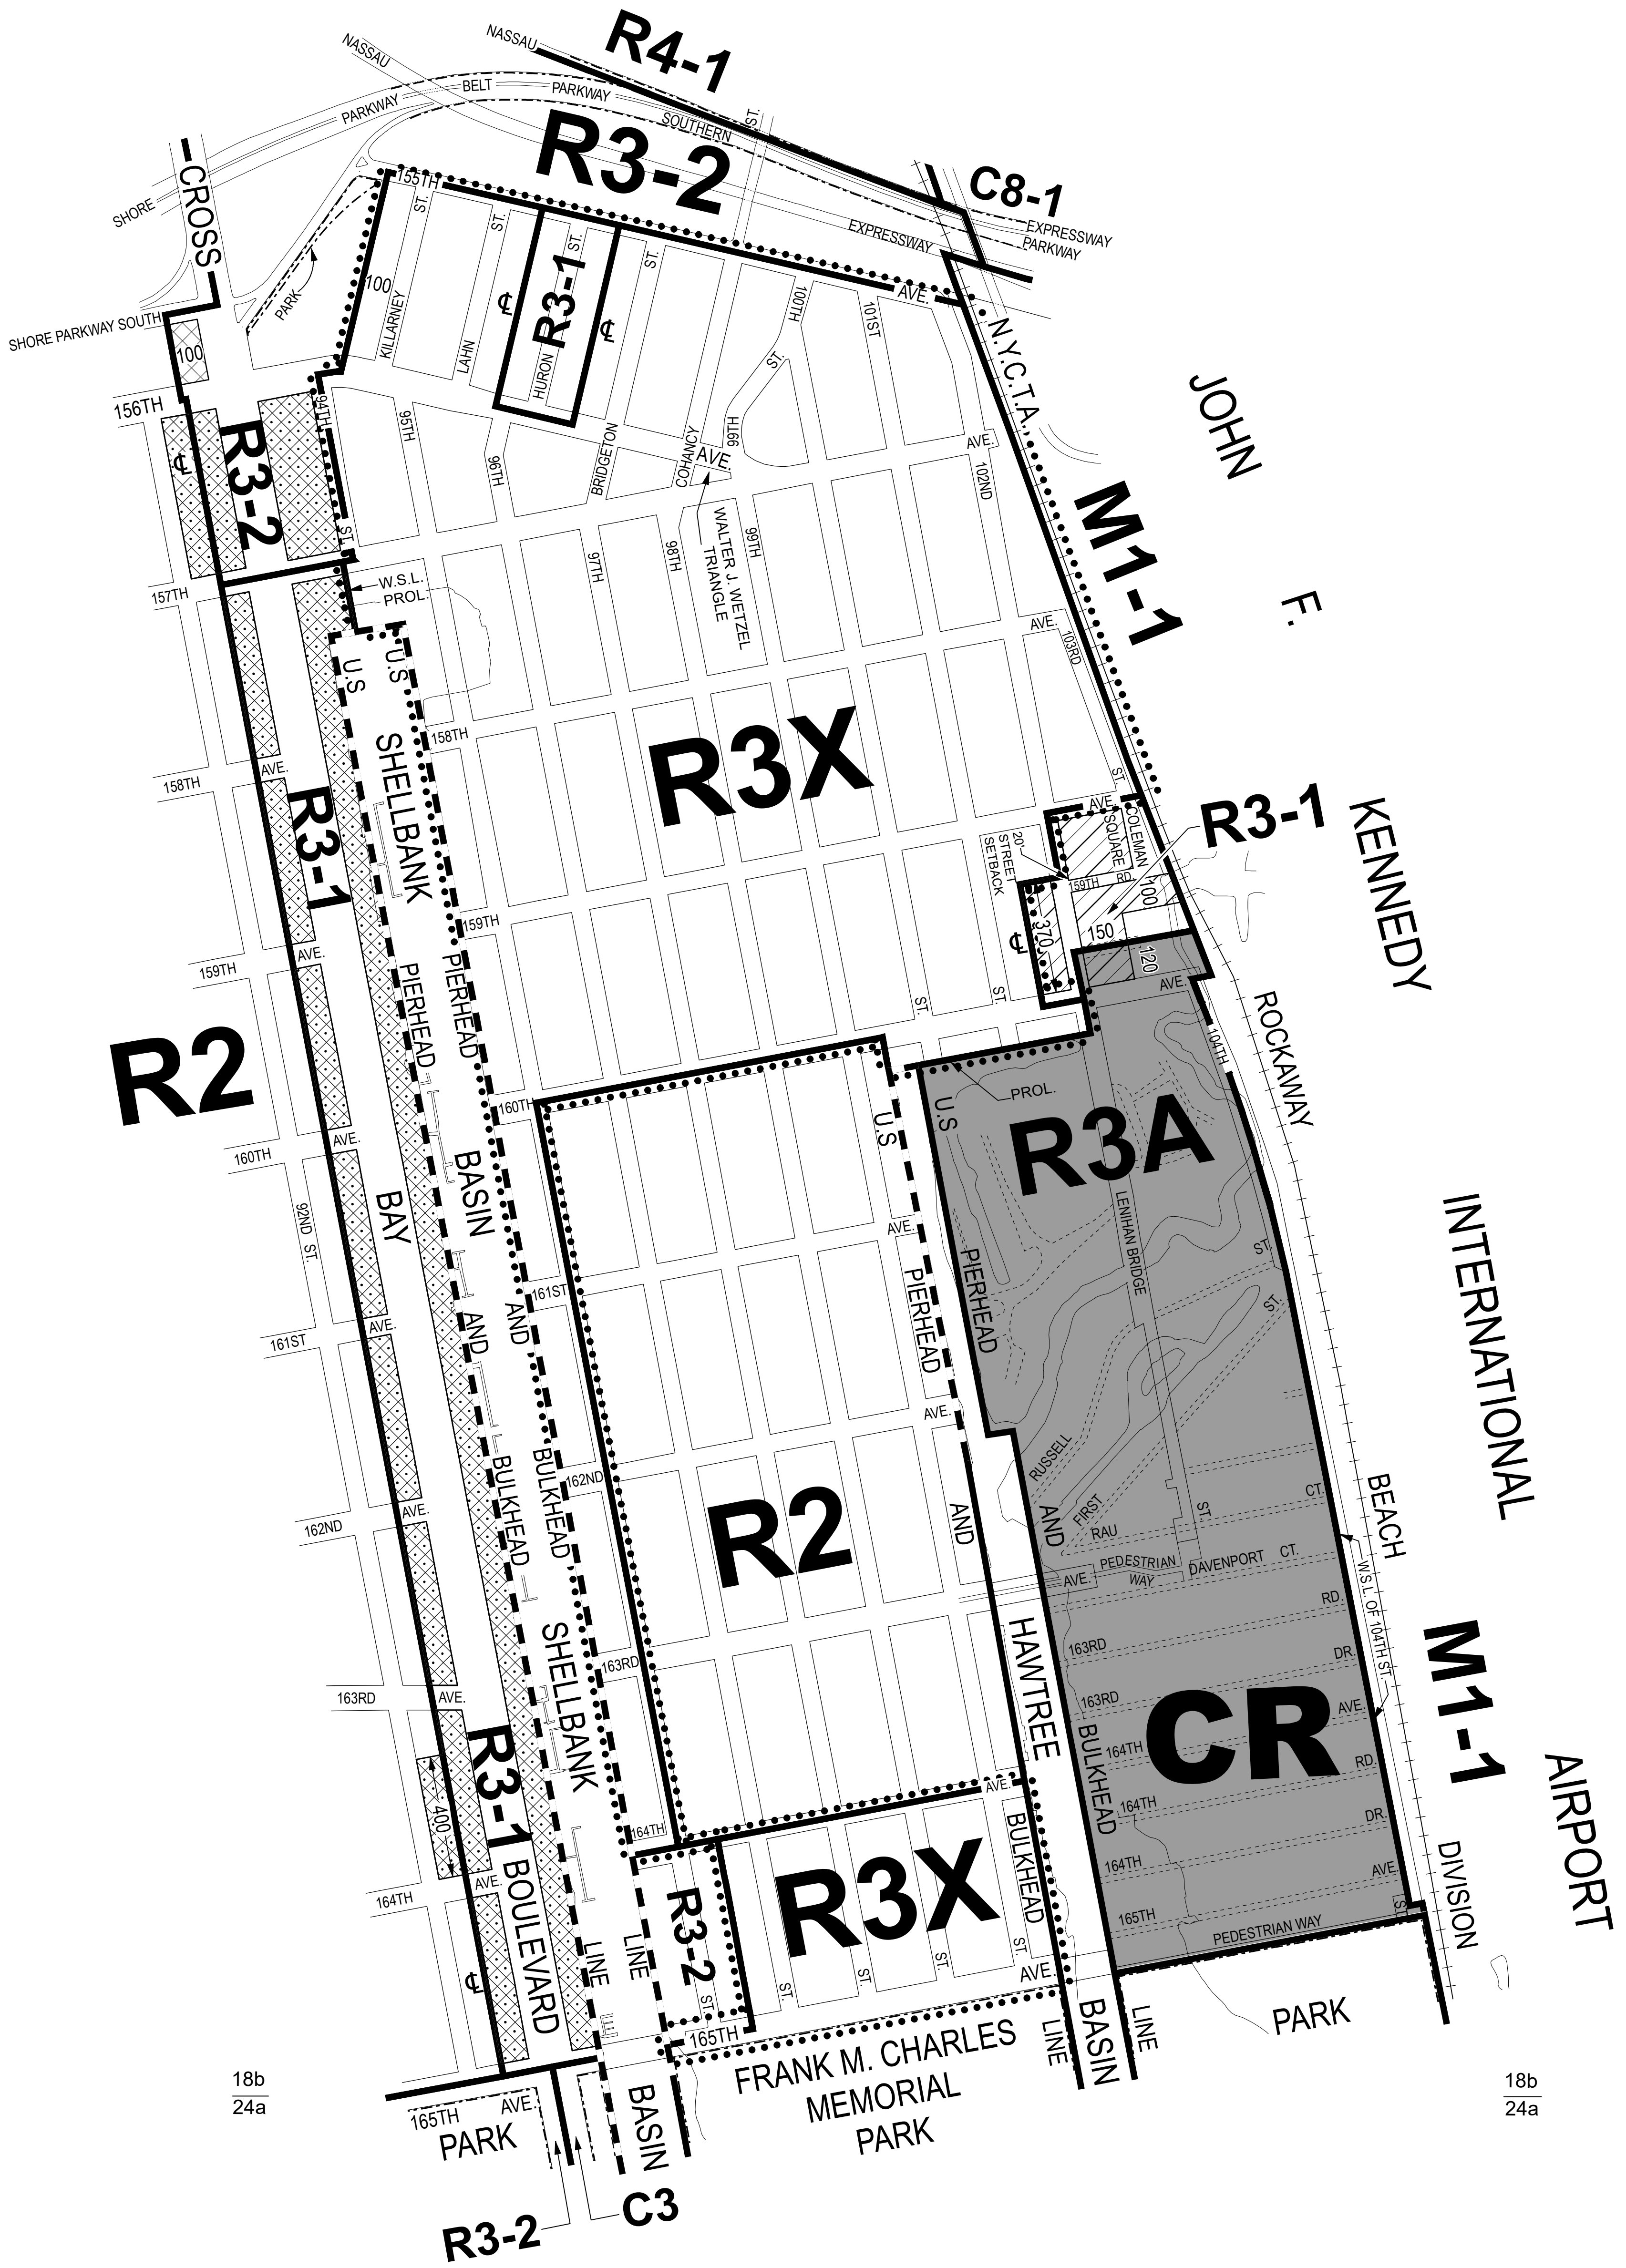 NASSAU
R4-1
NASSAU
BELT
PARKWAY
PARKWAY
SOUTHERN
ST.
SHORE
R3-2
C8-1
EXPRESSWAY
EXPRESSWAY
PARKWAY
CROSS
155TH
ST.
ST.
ST.
ST.
AVE.
PARK
100
KILLARNEY
LAHN
℄
R3-1
HURON
℄
100TH
ST.
101ST
N.Y.C.T.A.
SHORE PARKWAY SOUTH
100
156TH
℄
R3-2
94TH
ST.
95TH
96TH
BRIDGETON
COHANCY
99TH
AVE.
AVE.
102ND
JOHN
F.
KENNEDY
INTERNATIONAL
AIRPORT
M1-1
97TH
98TH
WALTER J. WETZEL
TRIANGLE
99TH
157TH
W.S.L.
PROL.
AVE.
103RD
U.S
U.S
R3X
158TH
158TH
AVE.
R3-1
SHELLBANK
ST.
AVE.
COLEMAN
SQUARE
R3-1
20'
STREET
SETBACK
159TH RD.
100
370
150
120
℄
159TH
159TH
AVE.
PIERHEAD
PIERHEAD
ST.
ST.
AVE.
104TH
ROCKAWAY
R2
PROL.
160TH
160TH
AVE.
U.S
U.S
R3A
LENIHAN BRIDGE
92ND ST.
BAY
BASIN
AVE.
PIERHEAD
PIERHEAD
ST.
ST.
161ST
161ST
AVE.
AND
AND
AVE.
RUSSELL
FIRST
162ND
162ND
AVE.
BULKHEAD
BULKHEAD
R2
AND
AND
RAU
CT.
ST.
BEACH
AVE.
PEDESTRIAN
WAY
DAVENPORT CT.
W.S.L. OF 104TH ST.
RD.
163RD
163RD
163RD
AVE.
SHELLBANK
HAWTREE
DR.
163RD
AVE.
M1-1
CR
164TH
RD.
BULKHEAD
R3-1
400
164TH
164TH
AVE.
AVE.
164TH
DR.
164TH
AVE.
R3X
BULKHEAD
165TH
ST.
DIVISION
PEDESTRIAN WAY
BOULEVARD
℄
LINE
LINE
R3-2
ST.
ST.
ST.
ST.
ST.
AVE.
165TH
FRANK M. CHARLES
MEMORIAL
PARK
LINE
BASIN
LINE
PARK
18b
24a
18b
24a
165TH
AVE.
PARK
BASIN
R3-2
C3